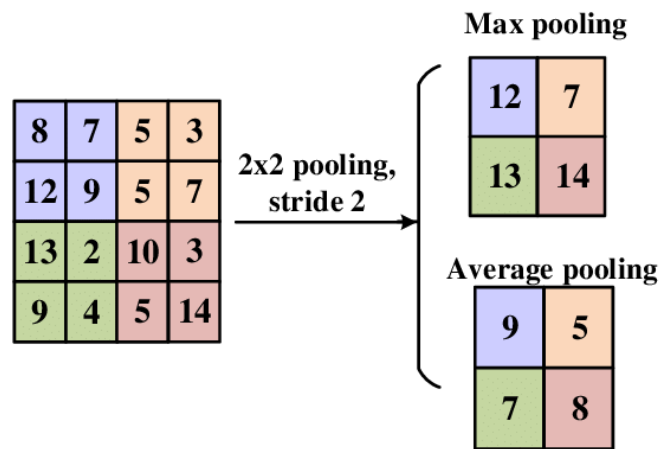 8 7 5 3
12 9 5 7
13 2 10 3
9 4 5 14
2x2 pooling,
stride 2
Max pooling
12 7
13 14
Average pooling
9 5
7 8